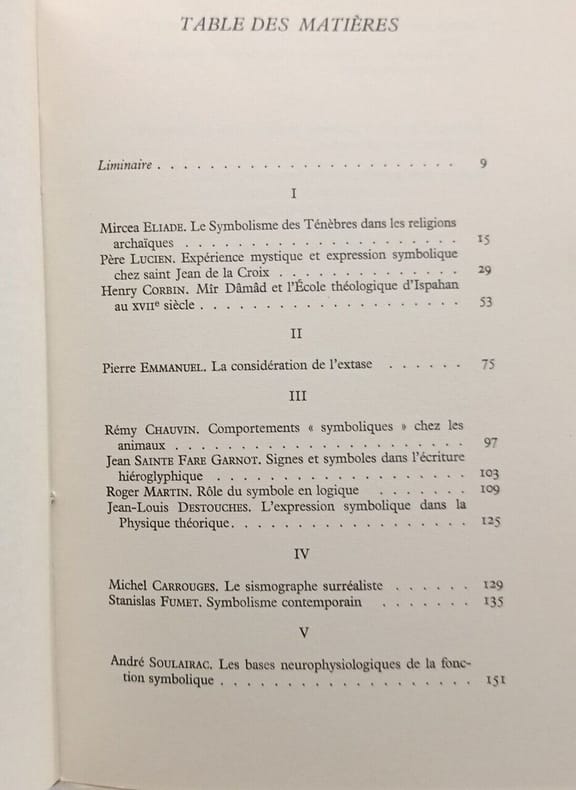 TABLE DES MATIÈRES
Liminaire . . . . . . . . . . . . . . . . . . . . . . . 9
I
Mircea ELIADE. Le Symbolisme des Ténèbres dans les religions
archaïques . . . . . . . . . . . . . . . . . . . . . 15
Père LUCIEN. Expérience mystique et expression symbolique
chez saint Jean de la Croix . . . . . . . . . . . . . . 29
Henry CORBIN. Mîr Dâmâd et l'École théologique d'Ispahan
au XVIIe siècle . . . . . . . . . . . . . . . . . . . . 53
II
Pierre EMMANUEL. La considération de l'extase . . . . . . 75
III
Rémy CHAUVIN. Comportements « symboliques » chez les
animaux . . . . . . . . . . . . . . . . . . . . . . 97
Jean SAINTE FARE GARNOT. Signes et symboles dans l'écriture
hiéroglyphique . . . . . . . . . . . . . . . . . . . 103
Roger MARTIN. Rôle du symbole en logique . . . . . . . 109
Jean-Louis DESTOUCHES. L'expression symbolique dans la
Physique théorique. . . . . . . . . . . . . . . . . . 125
IV
Michel CARROUGES. Le sismographe surréaliste . . . . . . 129
Stanislas FUMET. Symbolisme contemporain . . . . . . . 135
V
André SOULAIRAC. Les bases neurophysiologiques de la fonc-
tion symbolique . . . . . . . . . . . . . . . . . . . 151